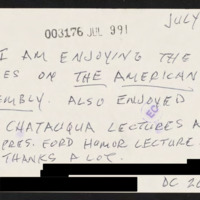 JULY
003176 JUL 991
I AM ENJOYING THE
ES ON THE AMERICAN
EMBLY. ALSO ENJOYED
CHATAUQUA LECTURES A
PRES. FORD HUMOR LECTURE.
THANKS A LOT.
DC 20